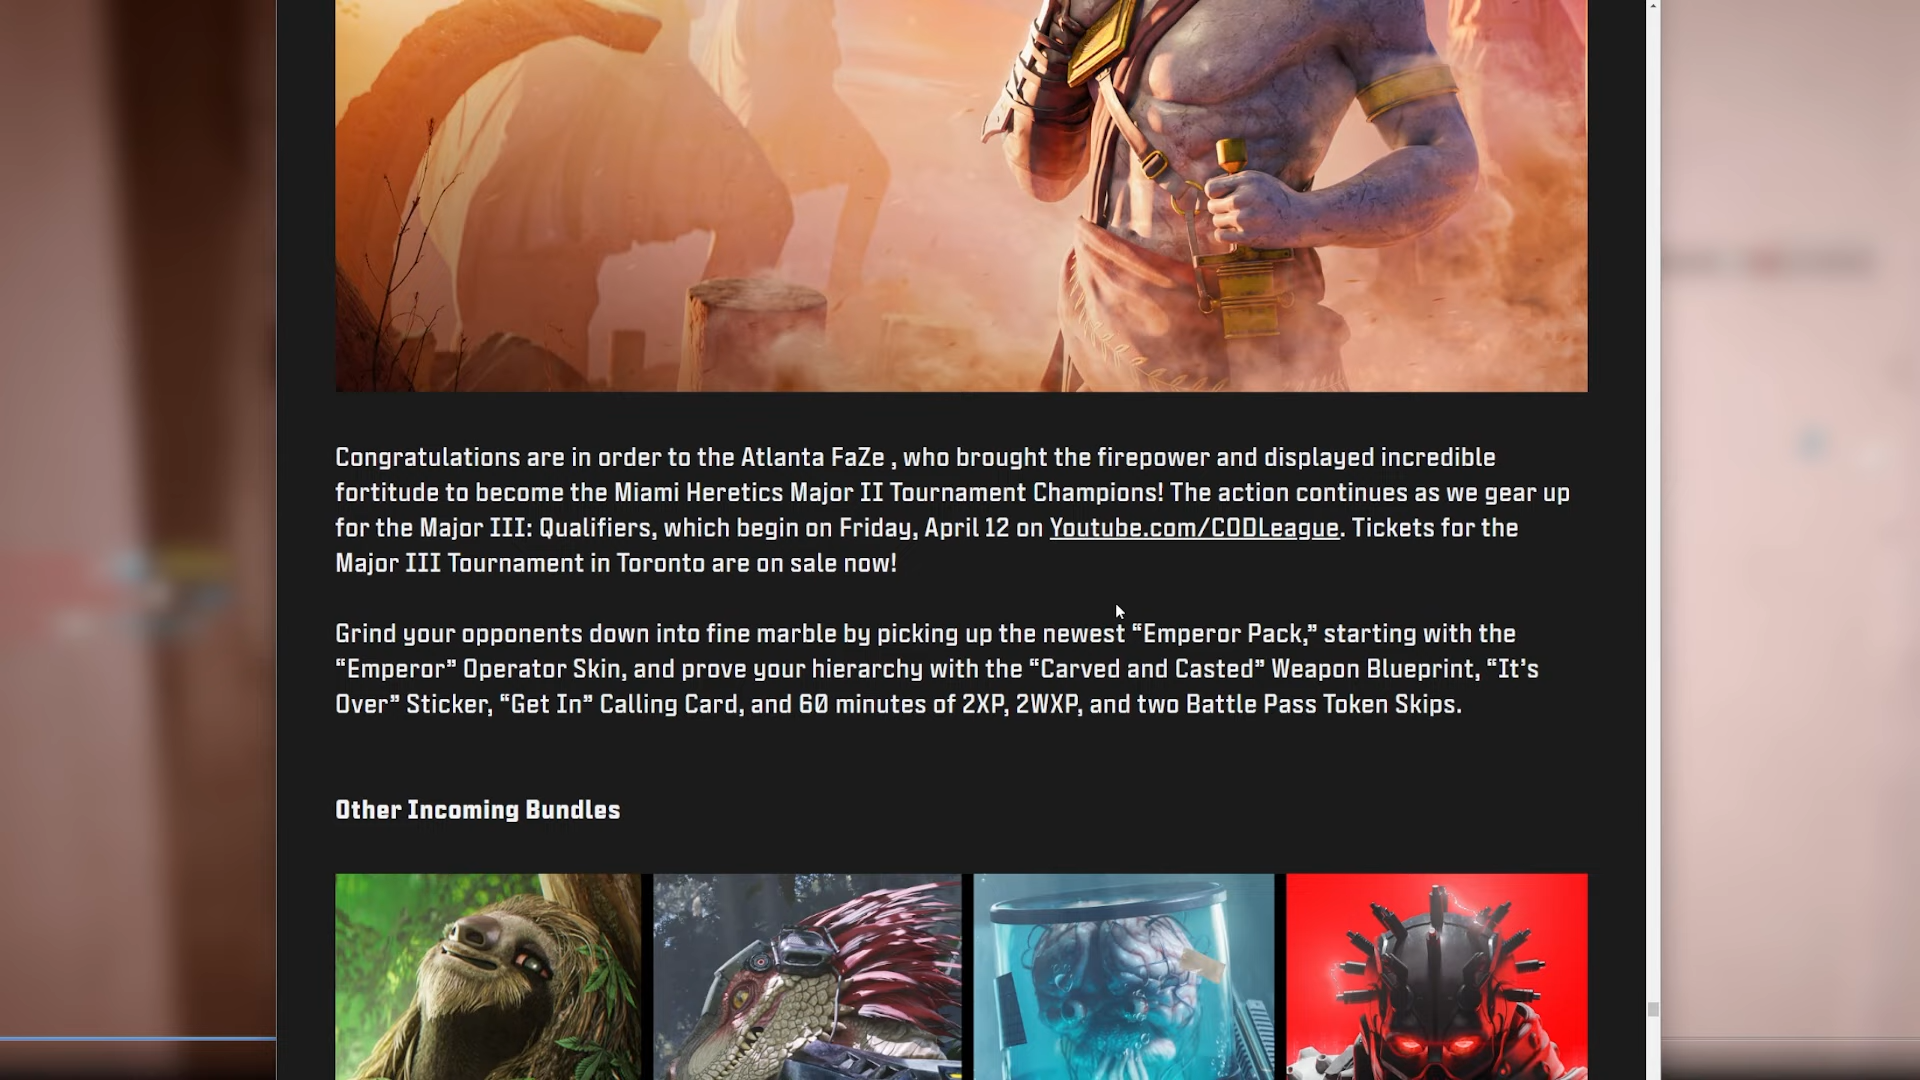 Congratulations are in order to the Atlanta FaZe , who brought the firepower and displayed incredible
fortitude to become the Miami Heretics Major II Tournament Champions! The action continues as we gear up
for the Major III: Qualifiers, which begin on Friday, April 12 on Youtube.com/CODLeague. Tickets for the
Major III Tournament in Toronto are on sale now!
Grind your opponents down into fine marble by picking up the newest “Emperor Pack,” starting with the
“Emperor” Operator Skin, and prove your hierarchy with the “Carved and Casted” Weapon Blueprint, “It’s
Over” Sticker, “Get In” Calling Card, and 60 minutes of 2XP, 2WXP, and two Battle Pass Token Skips.
Other Incoming Bundles